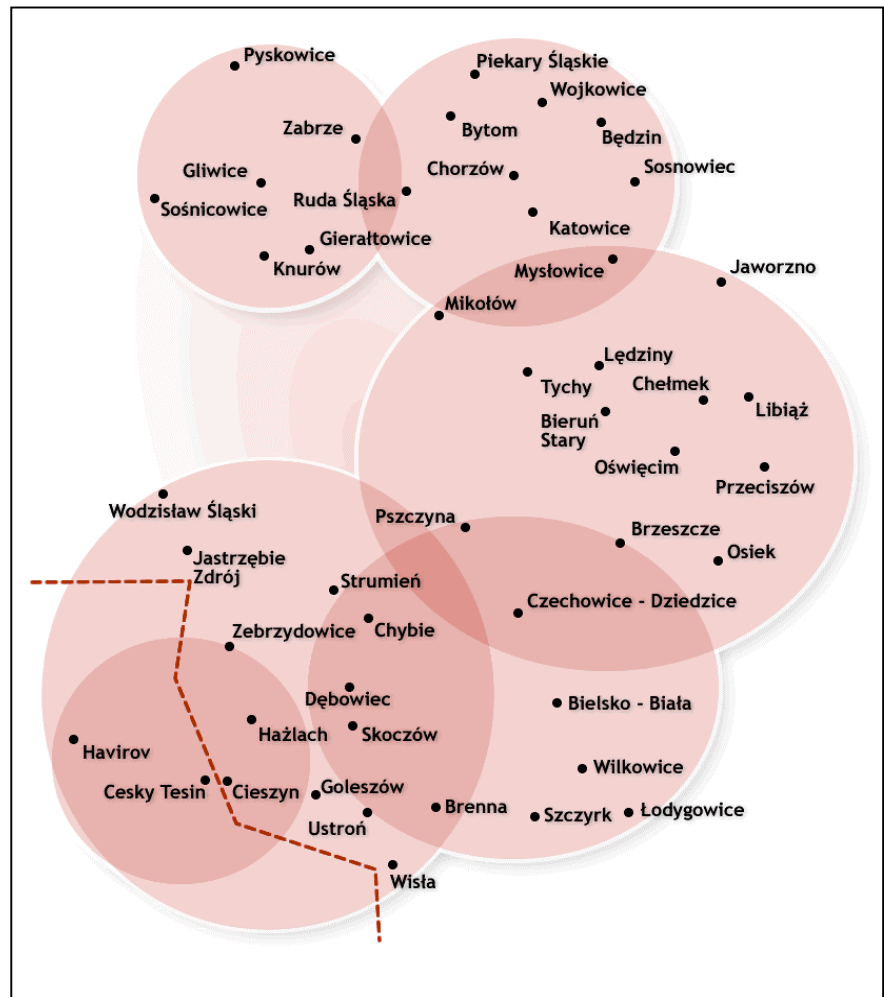 Pyskowice
Piekary Śląskie
Wojkowice
Zabrze
Bytom
Będzin
Gliwice
Chorzów
Sosnowiec
Sośnicowice
Ruda Śląska
Gierałtowice
Katowice
Knurów
Mysłowice
Jaworzno
Mikołów
Lędziny
Tychy
Chełmek
Libiąż
Bieruń
Stary
Oświęcim
Przeciszów
Wodzisław Śląski
Pszczyna
Brzeszcze
Osiek
Jastrzębie
Zdrój
Strumień
Czechowice - Dziedzice
Zebrzydowice
Chybie
Dębowiec
Bielsko - Biała
Hażlach
Skoczów
Havirov
Wilkowice
Cesky Tesin
Cieszyn
Goleszów
Brenna
Szczyrk
Łodygowice
Ustroń
Wisła